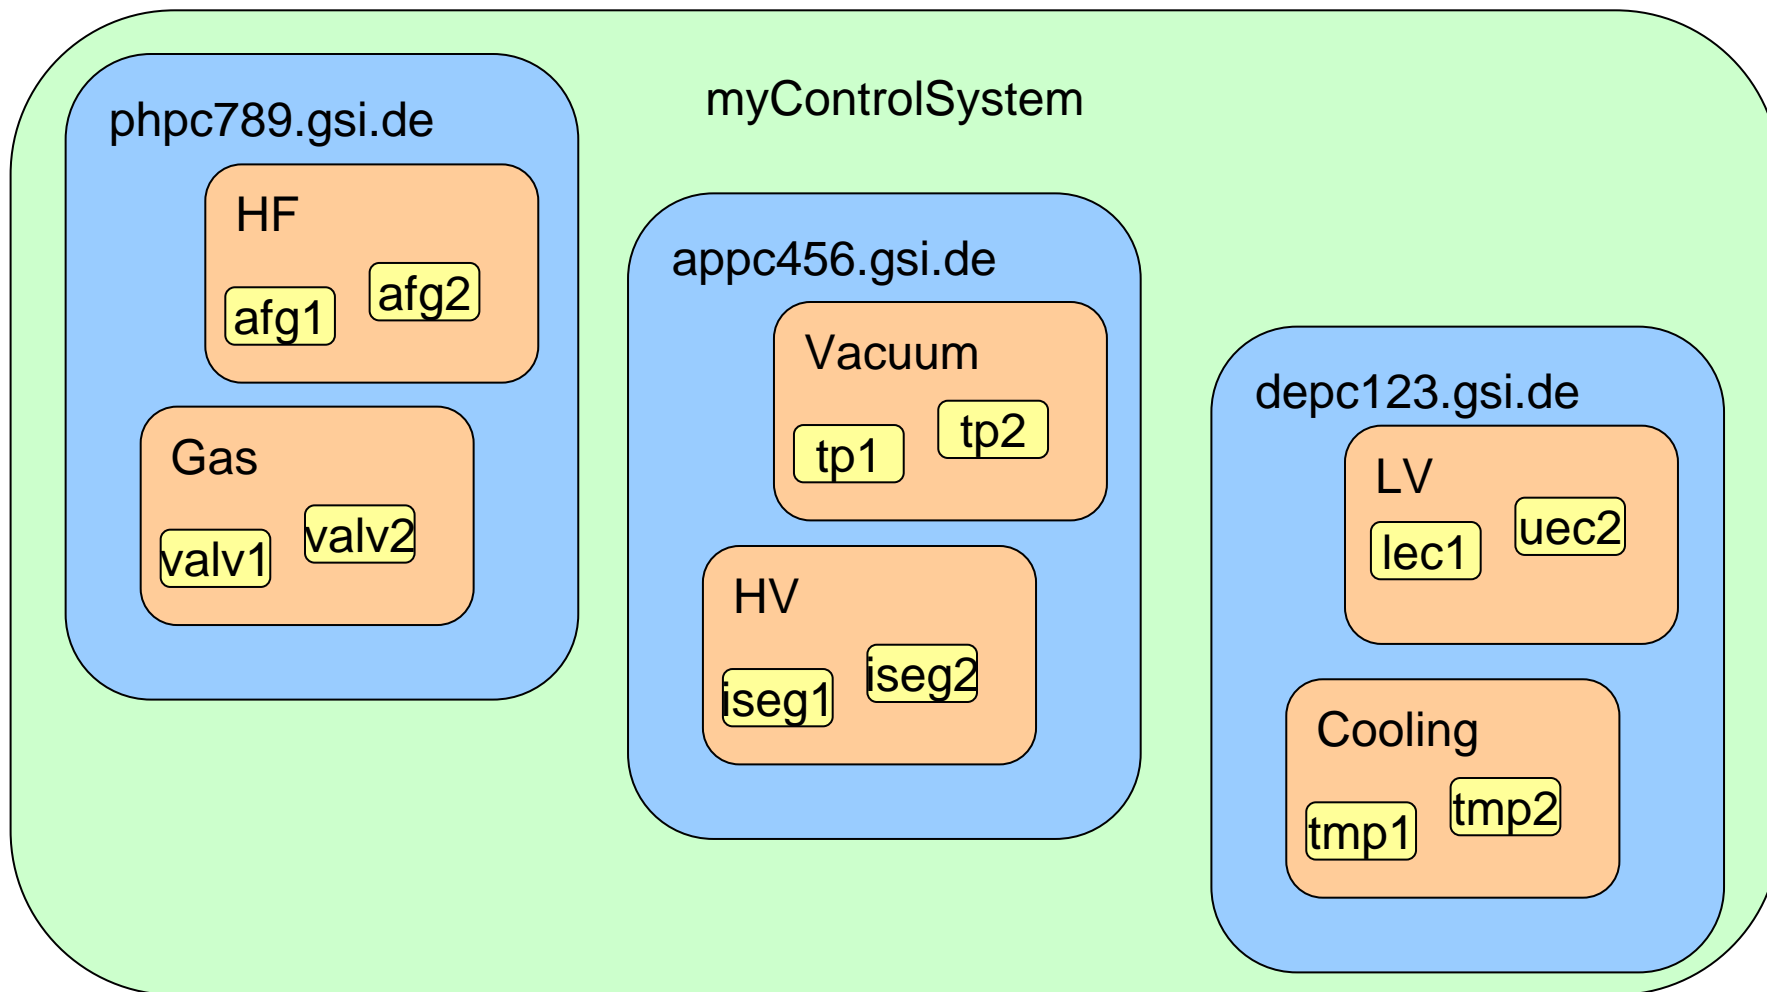 myControlSystem
phpc789.gsi.de
HF
afg1
afg2
Gas
valv1
valv2
appc456.gsi.de
Vacuum
tp1
tp2
HV
iseg1
iseg2
depc123.gsi.de
LV
lec1
uec2
Cooling
tmp1
tmp2